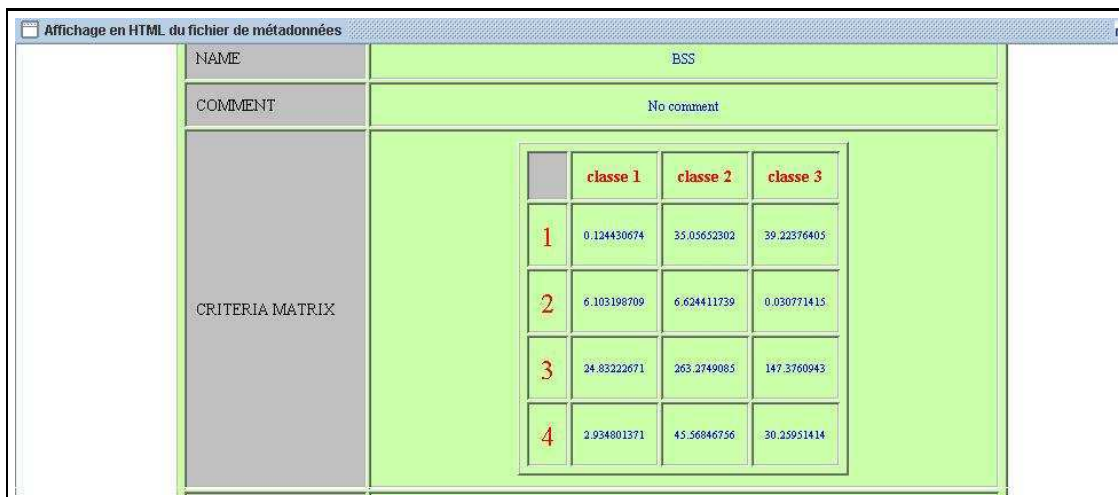 Affichage en HTML du fichier de métadonnées
NAME BSS
COMMENT No comment
CRITERIA MATRIX
classe 1 classe 2 classe 3
1 0.124430674 35.05652302 39.22376405
2 6.103198709 6.624411739 0.030771415
3 24.83222671 263.2749085 147.3760943
4 2.934801371 45.56846756 30.25951414